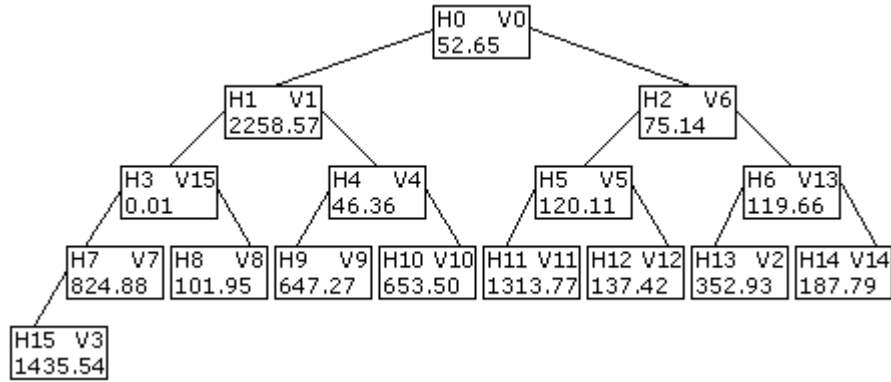 H0 V0
52.65
H1 V1
2258.57
H2 V6
75.14
H3 V15
0.01
H4 V4
46.36
H5 V5
120.11
H6 V13
119.66
H7 V7
824.88
H8 V8
101.95
H9 V9
647.27
H10 V10
653.50
H11 V11
1313.77
H12 V12
137.42
H13 V2
352.93
H14 V14
187.79
H15 V3
1435.54